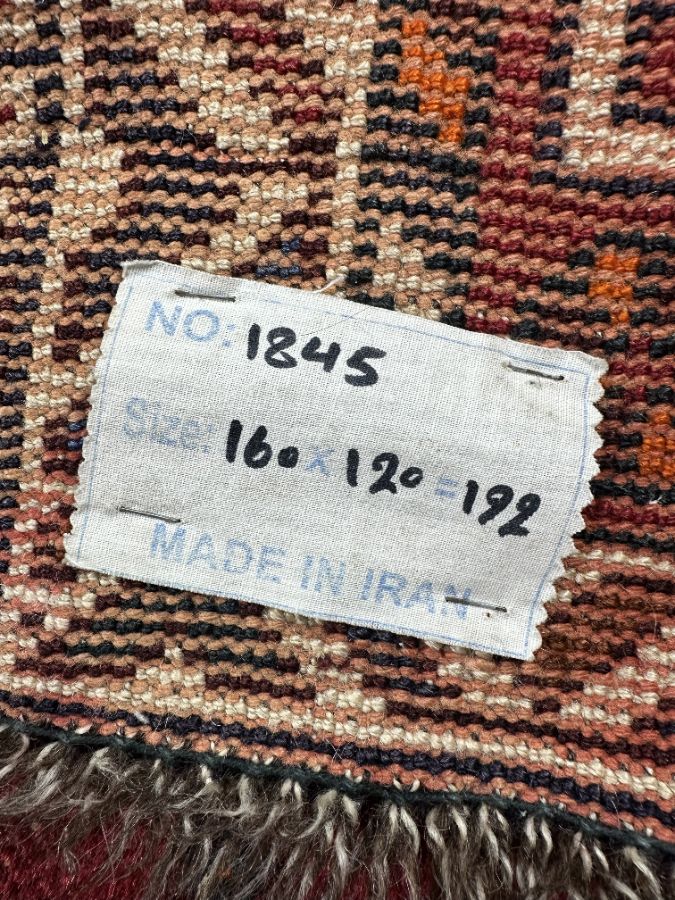 NO: 1845
Size: 160 x 120 = 192
MADE IN IRAN